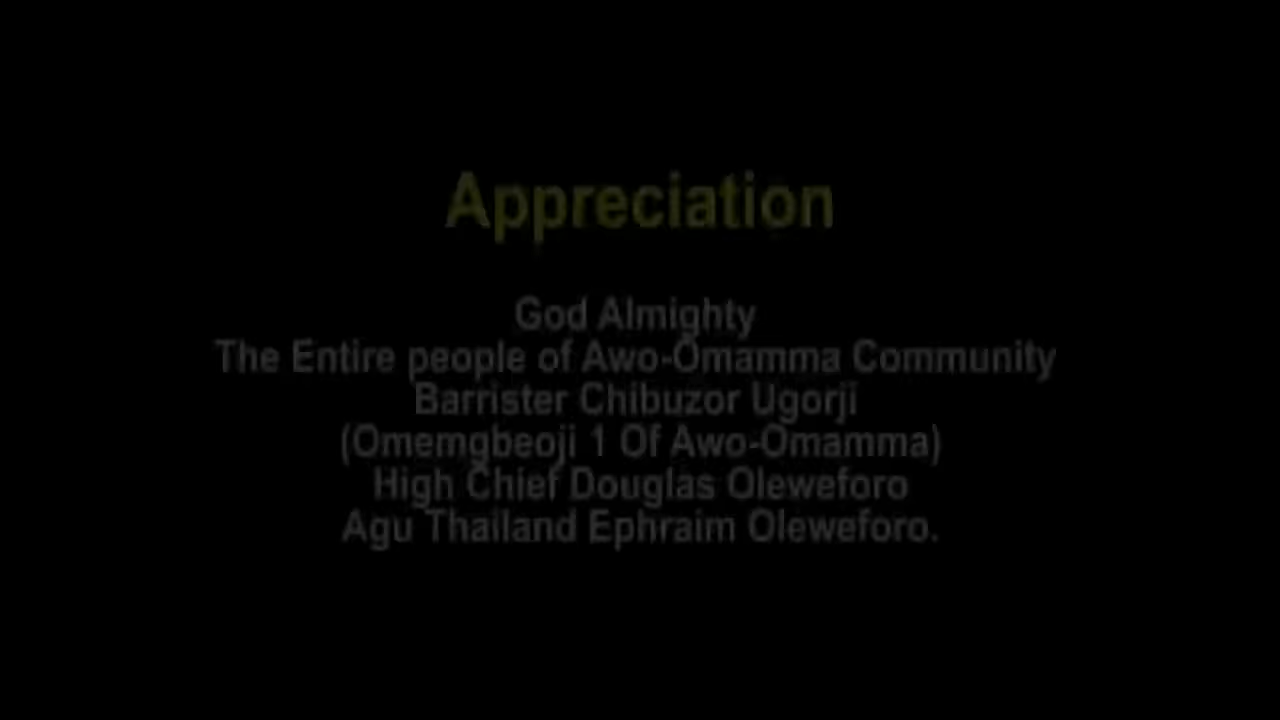 Appreciation
God Almighty
The Entire people of Awo-Omamma Community
Barrister Chibuzor Ugorji
(Omemgbeoji 1 Of Awo-Omamma)
High Chief Douglas Oleweforo
Agu Thailand Ephraim Oleweforo.